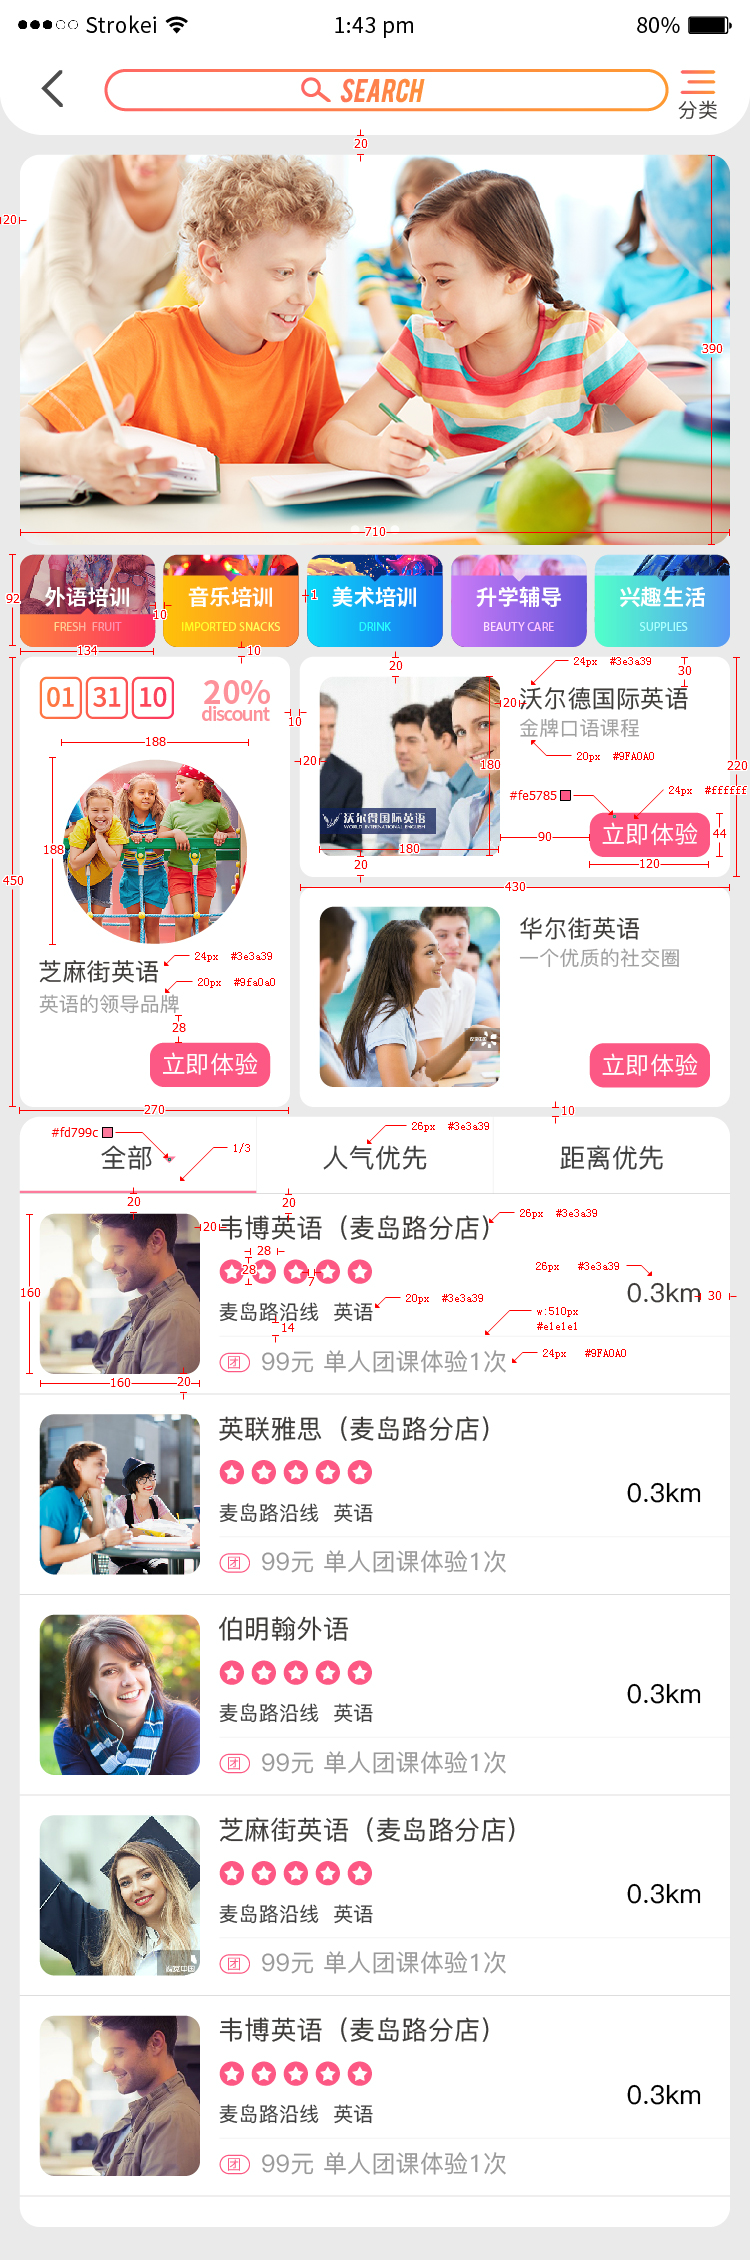 Strokei 1:43 pm 80%
SEARCH
分类
20
20
390
710
92
外语培训 音乐培训 美术培训 升学辅导 兴趣生活
10 1
FRESH FRUIT IMPORTED SNACKS DRINK BEAUTY CARE SUPPLIES
134 10
01 31 10
20%
discount
188
188
450
芝麻街英语
24px #3e3a39
英语的领导品牌
20px #9fa0a0
28
立即体验
270
10
20
24px #3e3a39
30
沃尔德国际英语
20
金牌口语课程
20px #9FA0A0
20
180
220
#fe5785
24px #ffffff
沃尔得国际英语
WORLD INTERNATIONAL ENGLISH
立即体验
44
90
180
120
20
430
华尔街英语
一个优质的社交圈
立即体验
10
#fd799c
26px #3e3a39
1/3
全部 人气优先 距离优先
20 20
韦博英语（麦岛路分店）
20
26px #3e3a39
28
28
7
26px #3e3a39
160
0.3km
30
麦岛路沿线 英语
20px #3e3a39
w:510px
#e1e1e1
14
团 99元 单人团课体验1次
24px #9FA0A0
160
20
英联雅思（麦岛路分店）
0.3km
麦岛路沿线 英语
团 99元 单人团课体验1次
伯明翰外语
0.3km
麦岛路沿线 英语
团 99元 单人团课体验1次
芝麻街英语（麦岛路分店）
0.3km
麦岛路沿线 英语
团 99元 单人团课体验1次
韦博英语（麦岛路分店）
0.3km
麦岛路沿线 英语
团 99元 单人团课体验1次